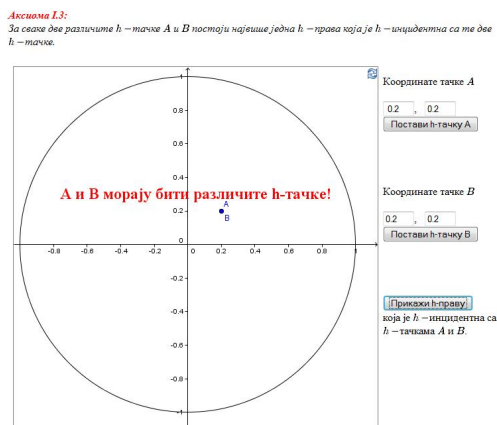 Аксиома I.3:
За сваке две различите h−тачке A и B постоји највише једна h−права која је h−инцидентна са те две
h−тачке.
Координате тачке A
0.2 , 0.2
Постави h-тачку А
А и В морају бити различите h-тачке!
Координате тачке B
0.2 , 0.2
Постави h-тачку В
Прикажи h-праву
која је h−инцидентна са
h−тачкама A и B.
1
0.8
0.6
0.4
0.2
0
-0.2
-0.4
-0.6
-0.8
-1
-0.8 -0.6 -0.4 -0.2 0.2 0.4 0.6 0.8 1
A
B